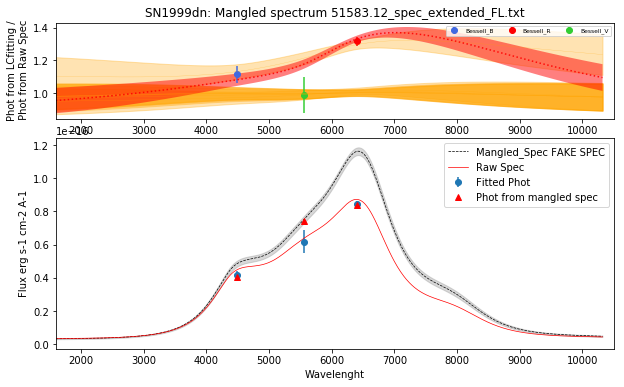 SN1999dn: Mangled spectrum 51583.12_spec_extended_FL.txt
Phot from LCfitting /
Phot from Raw Spec
1.4
1.2
1.0
Bessell_B
Bessell_R
Bessell_V
2000 3000 4000 5000 6000 7000 8000 9000 10000
1e−16
Flux erg s-1 cm-2 A-1
1.2
1.0
0.8
0.6
0.4
0.2
0.0
Mangled_Spec FAKE SPEC
Raw Spec
Fitted Phot
Phot from mangled spec
2000 3000 4000 5000 6000 7000 8000 9000 10000
Wavelenght